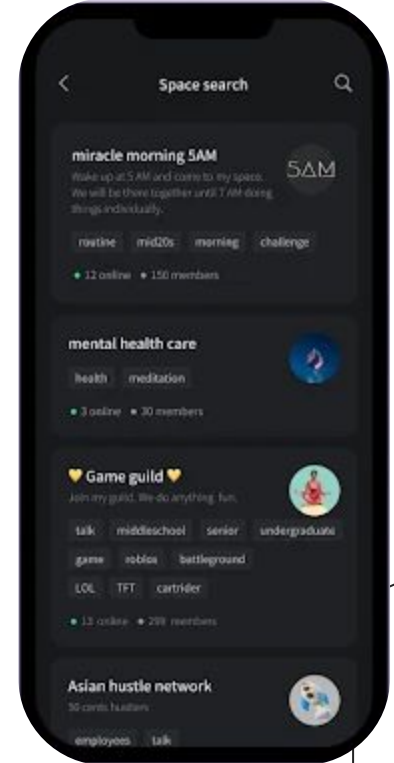 Space search
miracle morning 5AM
Wake up at 5 AM and come to my space.
We will be there together until 7 AM doing
things individually.
5AM
routine mid20s morning challenge
12 online 150 members
mental health care
health meditation
3 online 30 members
💛 Game guild 💛
Join my guild. We do anything fun.
talk middleschool senior undergraduate
game roblox battleground
LOL TFT cartrider
13 online 299 members
Asian hustle network
50 cents hustlers
employees talk